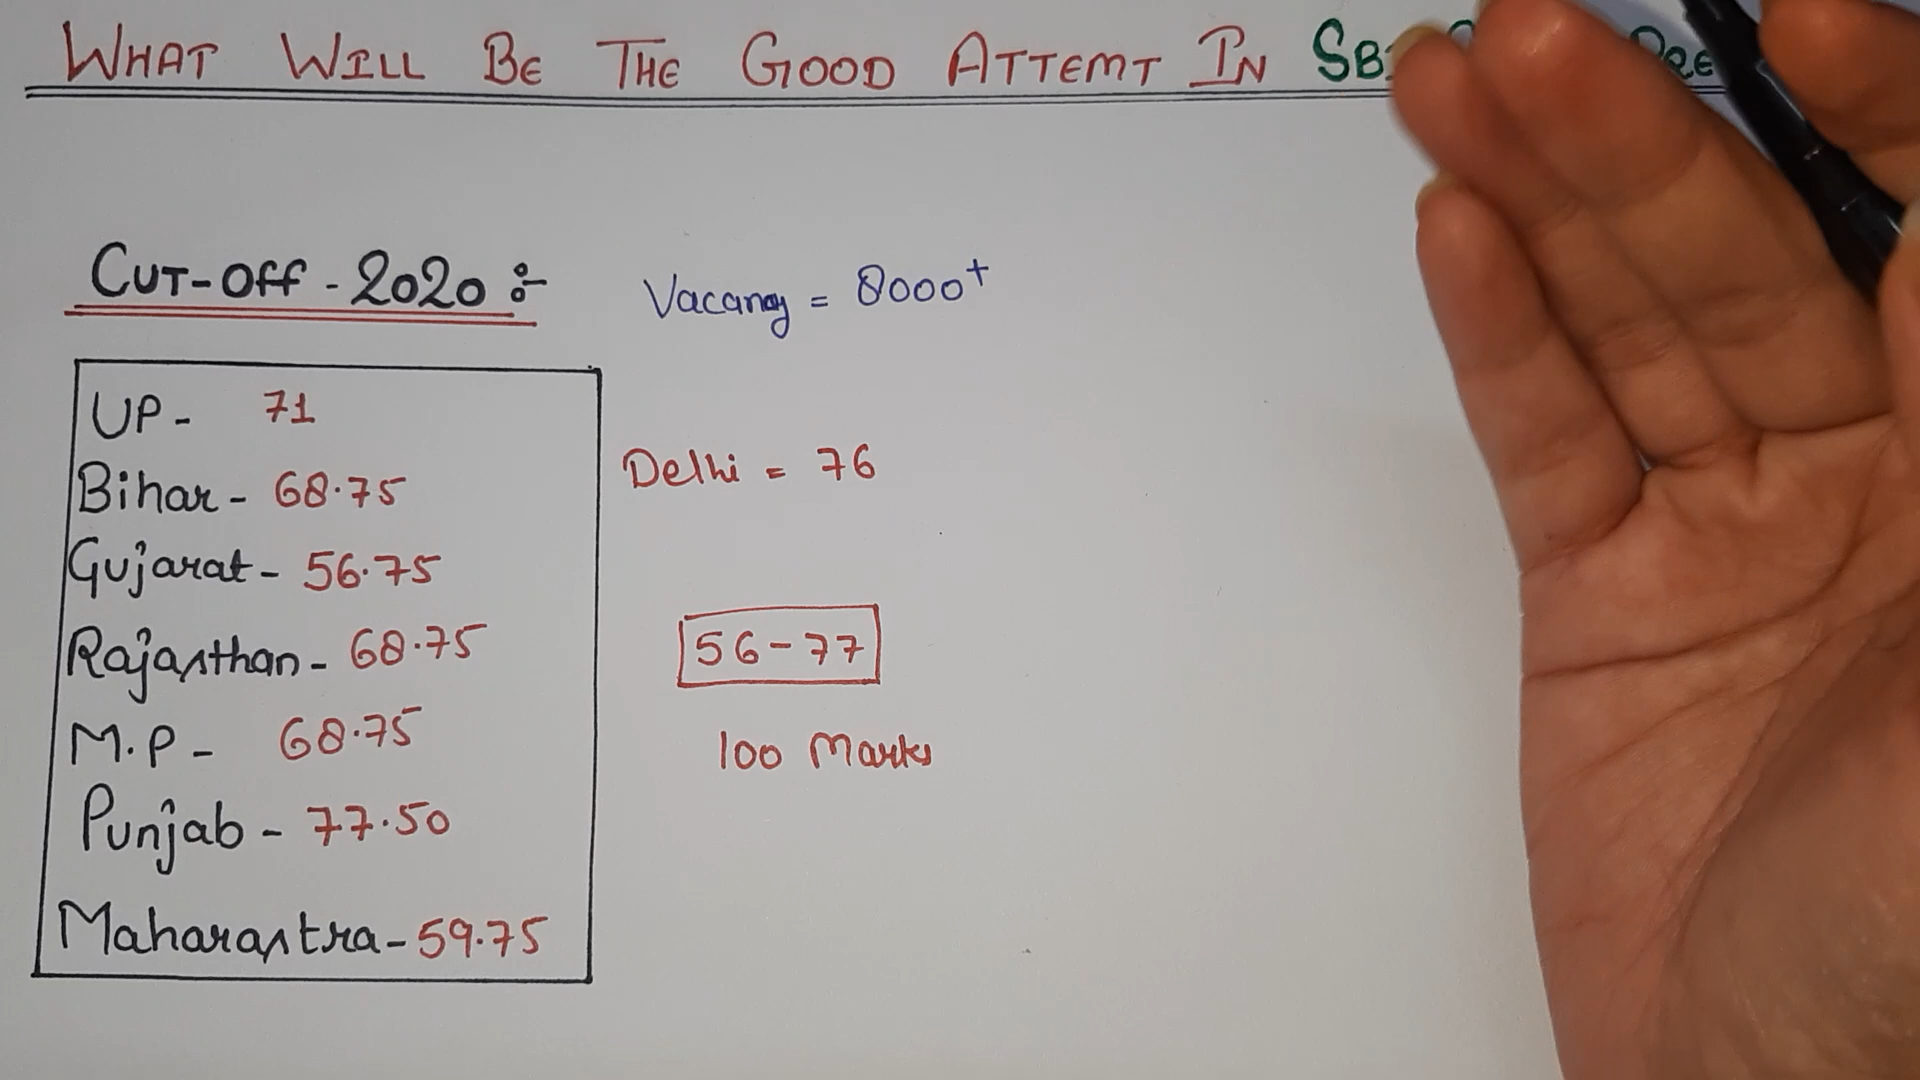 WHAT WILL BE THE GOOD ATTEMT IN
CUT-OFF - 2020 :-
Vacancy = 8000+
UP - 71
Bihar - 68.75
Gujarat - 56.75
Rajasthan - 68.75
M.P - 68.75
Punjab - 77.50
Maharastra - 59.75
Delhi = 76
56-77
100 Marks